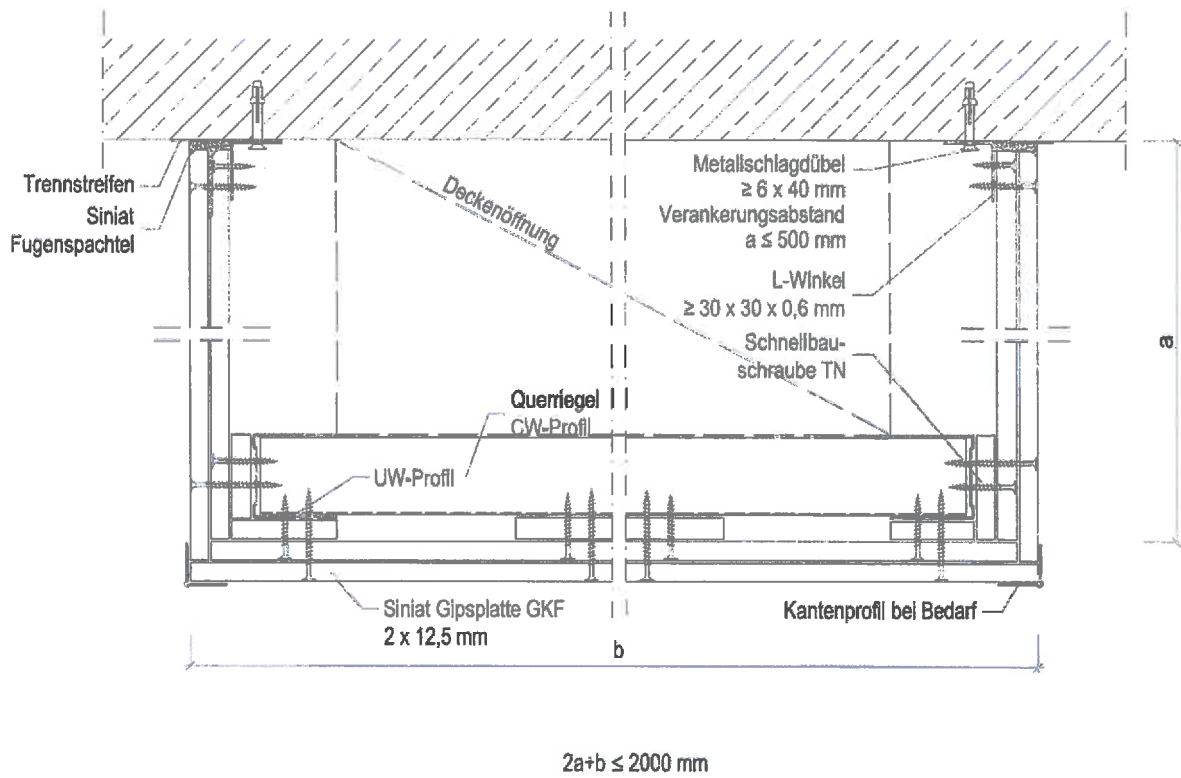 Trennstreifen
Siniat
Fugenspachtel
Deckenöffnung
Metallschlagdübel
≥ 6 x 40 mm
Verankerungsabstand
a ≤ 500 mm
L-Winkel
≥ 30 x 30 x 0,6 mm
Schnellbau-
schraube TN
a
Querriegel
CW-Profil
UW-Profil
Siniat Gipsplatte GKF
2 x 12,5 mm
Kantenprofil bei Bedarf
b
2a+b ≤ 2000 mm